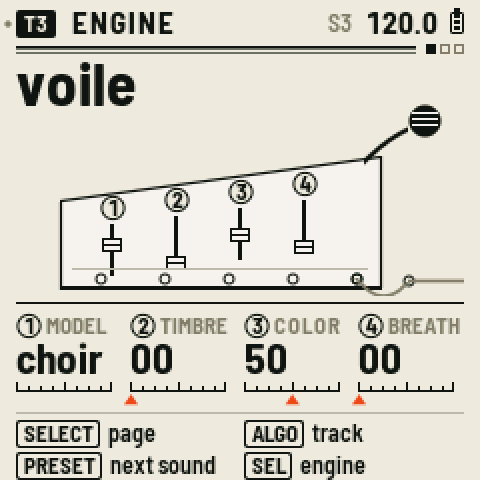 T3 ENGINE S3 120.0
voile
1 2 3 4
1 MODEL 2 TIMBRE 3 COLOR 4 BREATH
choir 00 50 00
SELECT page ALGO track
PRESET next sound SEL engine